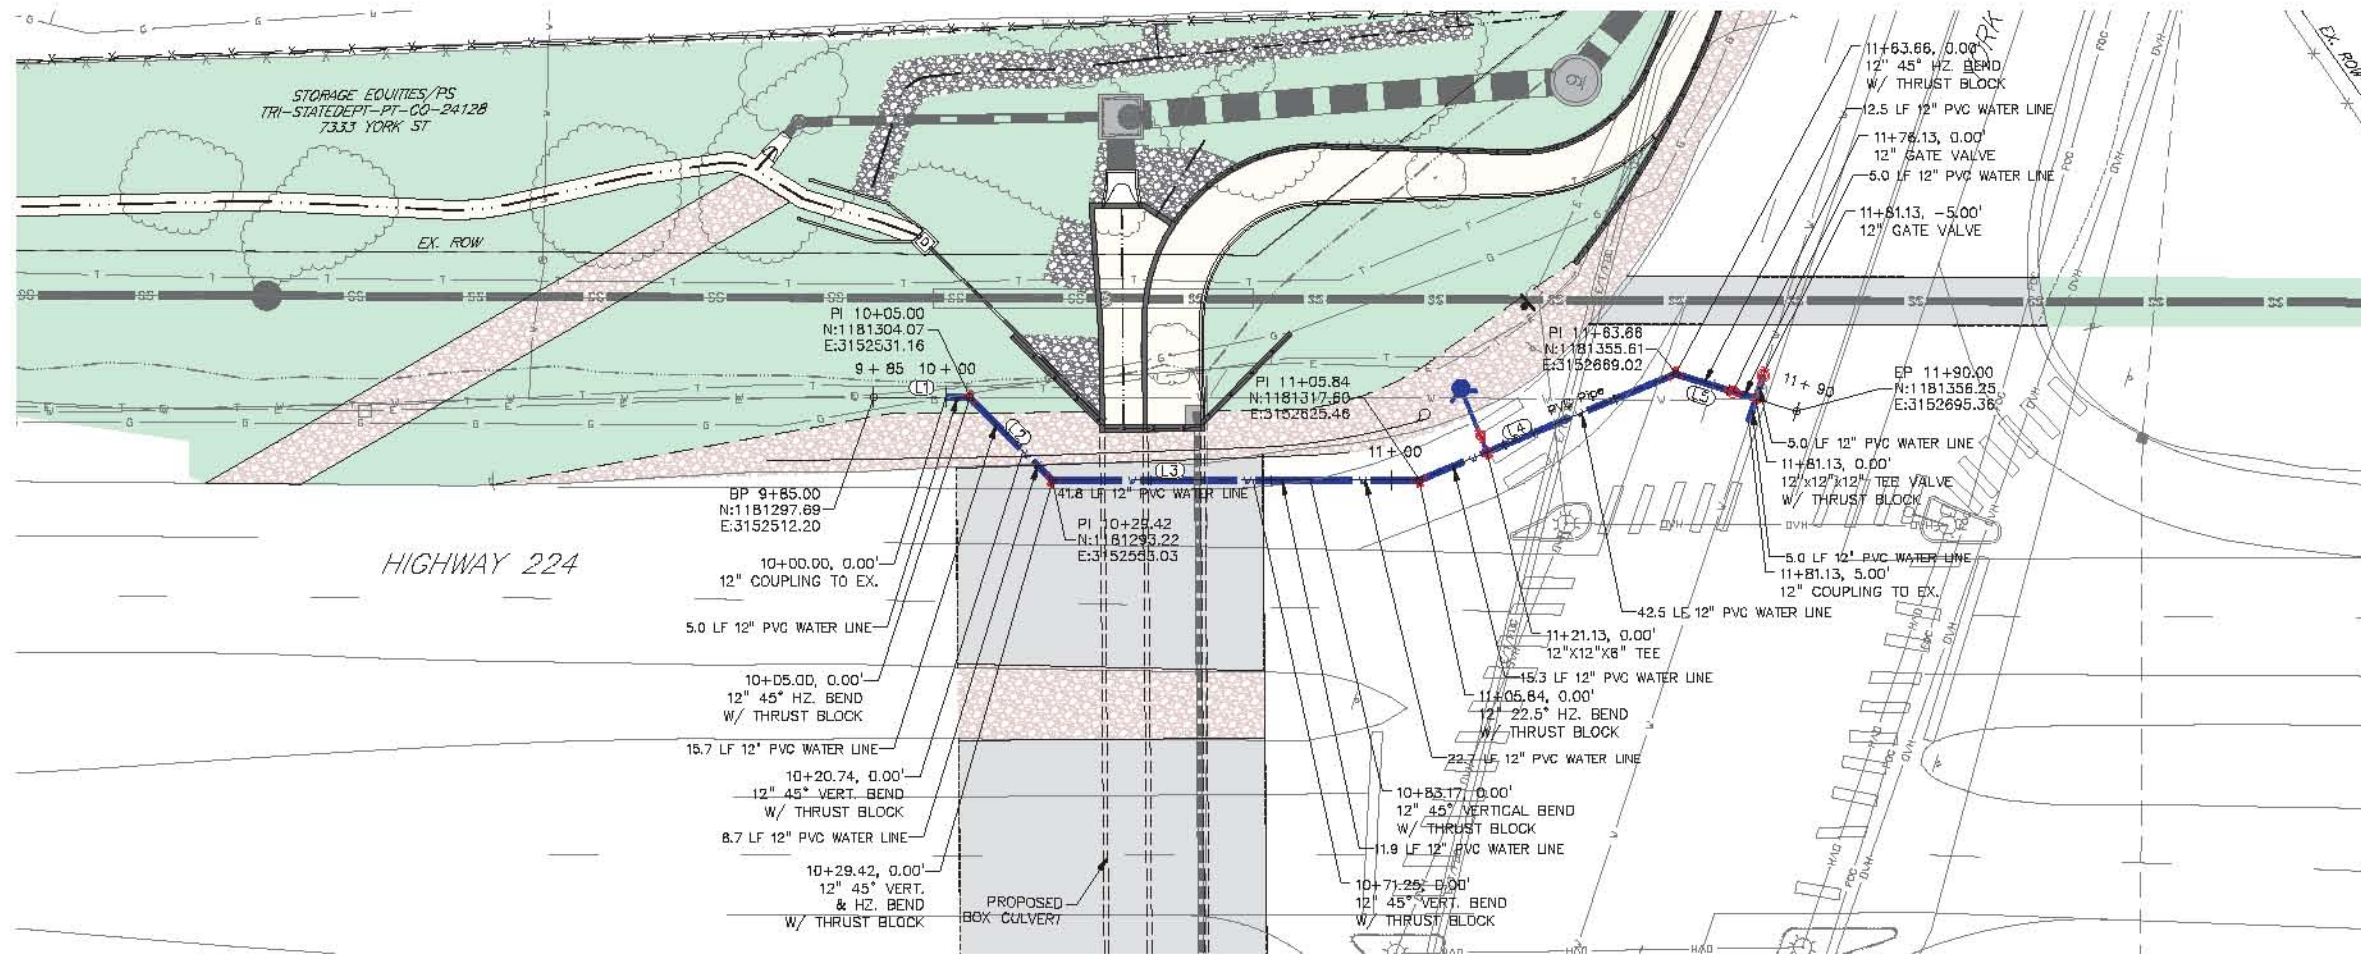 STORAGE EQUITIES/PS
TRI-STATEDEPT-PT-CO-24128
7333 YORK ST
EX. ROW
EX. ROW
11+63.66, 0.00'
12" 45° HZ. BEND
W/ THRUST BLOCK
12.5 LF 12" PVC WATER LINE
11+76.13, 0.00'
12" GATE VALVE
5.0 LF 12" PVC WATER LINE
11+81.13, -5.00'
12" GATE VALVE
PI 10+05.00
N:1181304.07
E:3152531.16
9+85 10+00
L1
L2
L3
L4
L5
PI 11+05.84
N:1181317.60
E:3152625.46
PI 11+63.66
N:1181355.61
E:3152669.02
PVC Pipe
11+00
11+90
EP 11+90.00
N:1181356.25
E:3152695.36
5.0 LF 12" PVC WATER LINE
11+81.13, 0.00'
12"x12"x12" TEE VALVE
W/ THRUST BLOCK
5.0 LF 12" PVC WATER LINE
11+81.13, 5.00'
12" COUPLING TO EX.
41.8 LF 12" PVC WATER LINE
BP 9+85.00
N:1181297.69
E:3152512.20
PI 10+29.42
N:1181293.22
E:3152553.03
HIGHWAY 224
10+00.00, 0.00'
12" COUPLING TO EX.
5.0 LF 12" PVC WATER LINE
10+05.00, 0.00'
12" 45° HZ. BEND
W/ THRUST BLOCK
15.7 LF 12" PVC WATER LINE
10+20.74, 0.00'
12" 45° VERT. BEND
W/ THRUST BLOCK
8.7 LF 12" PVC WATER LINE
10+29.42, 0.00'
12" 45° VERT.
& HZ. BEND
W/ THRUST BLOCK
PROPOSED
BOX CULVERT
42.5 LF 12" PVC WATER LINE
11+21.13, 0.00'
12"X12"X6" TEE
15.3 LF 12" PVC WATER LINE
11+05.84, 0.00'
12" 22.5° HZ. BEND
W/ THRUST BLOCK
22.7 LF 12" PVC WATER LINE
10+83.17, 0.00'
12" 45° VERTICAL BEND
W/ THRUST BLOCK
11.9 LF 12" PVC WATER LINE
10+71.25, 0.00'
12" 45° VERT. BEND
W/ THRUST BLOCK